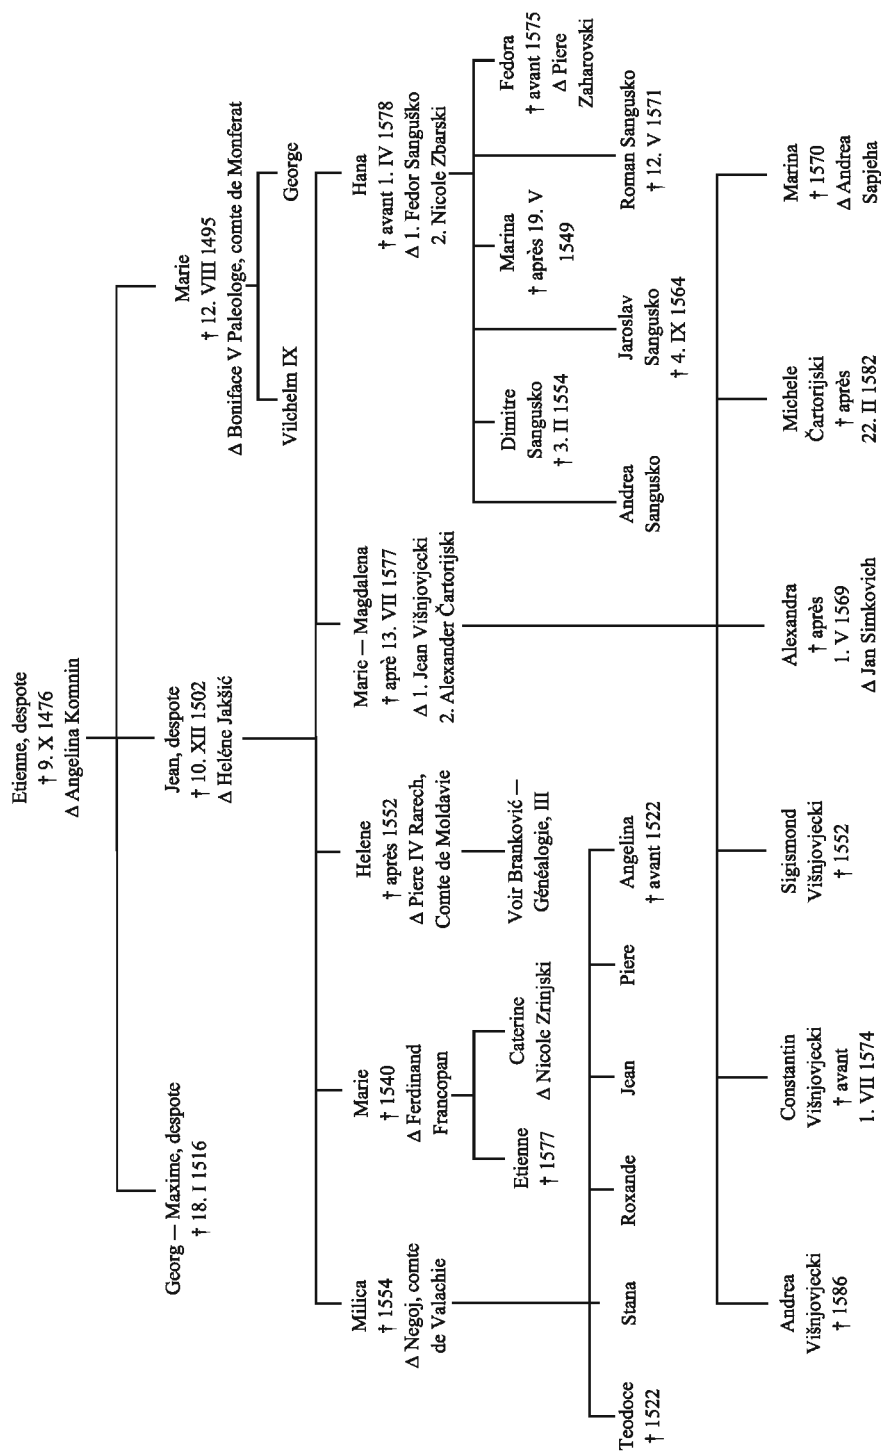 Etienne, despote
† 9. X 1476
Δ Angelina Komnin
Georg — Maxime, despote
† 18. I 1516
Jean, despote
† 10. XII 1502
Δ Heléne Jakšić
Marie
† 12. VIII 1495
Δ Boniface V Paleologe, comte de Monferat
Vilchelm IX
George
Milica
† 1554
Δ Negoj, comte
de Valachie
Marie
† 1540
Δ Ferdinand
Francopan
Helene
† après 1552
Δ Piere IV Rarech,
Comte de Moldavie
Marie — Magdalena
† aprè 13. VII 1577
Δ 1. Jean Višnjovjecki
2. Alexander Čartorijski
Hana
† avant 1. IV 1578
Δ 1. Fedor Sanguško
2. Nicole Zbarski
Etienne
† 1577
Caterine
Δ Nicole Zrinjski
Voir Branković —
Généalogie, III
Dimitre
Sangusko
† 3. II 1554
Marina
† après 19. V
1549
Fedora
† avant 1575
Δ Piere
Zaharovski
Teodoce
† 1522
Stana
Roxande
Jean
Piere
Angelina
† avant 1522
Andrea
Sangusko
Jaroslav
Sangusko
† 4. IX 1564
Roman Sangusko
† 12. V 1571
Andrea
Višnjovjecki
† 1586
Constantin
Višnjovjecki
† avant
1. VII 1574
Sigismond
Višnjovjecki
† 1552
Alexandra
† après
1. V 1569
Δ Jan Simkovich
Michele
Čartorijski
† après
22. II 1582
Marina
† 1570
Δ Andrea
Sapjeha